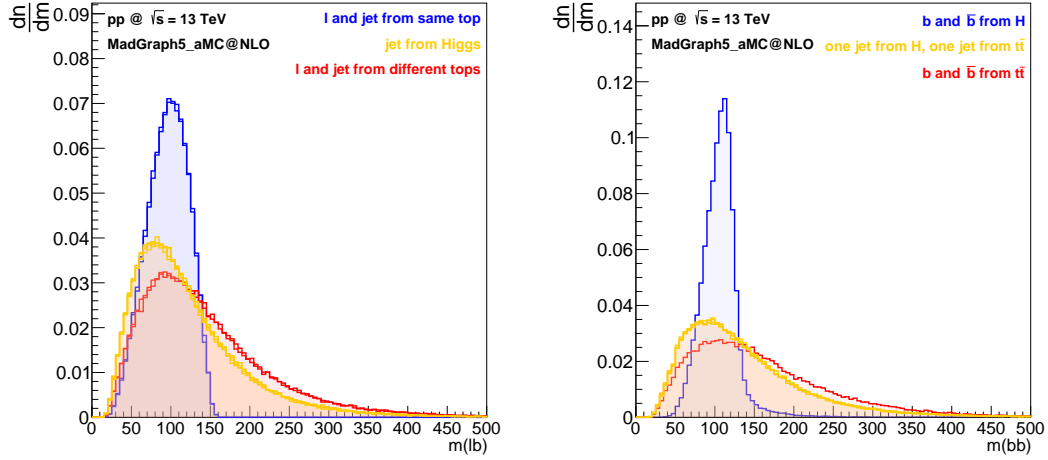 dn
dm
pp @ √s = 13 TeV
MadGraph5_aMC@NLO
l and jet from same top
jet from Higgs
l and jet from different tops
0.09
0.08
0.07
0.06
0.05
0.04
0.03
0.02
0.01
0
0 50 100 150 200 250 300 350 400 450 500
m(lb)
dn
dm
pp @ √s = 13 TeV
MadGraph5_aMC@NLO
b and b̅ from H
one jet from H, one jet from tt̅
b and b̅ from tt̅
0.14
0.12
0.1
0.08
0.06
0.04
0.02
0
0 50 100 150 200 250 300 350 400 450 500
m(bb)